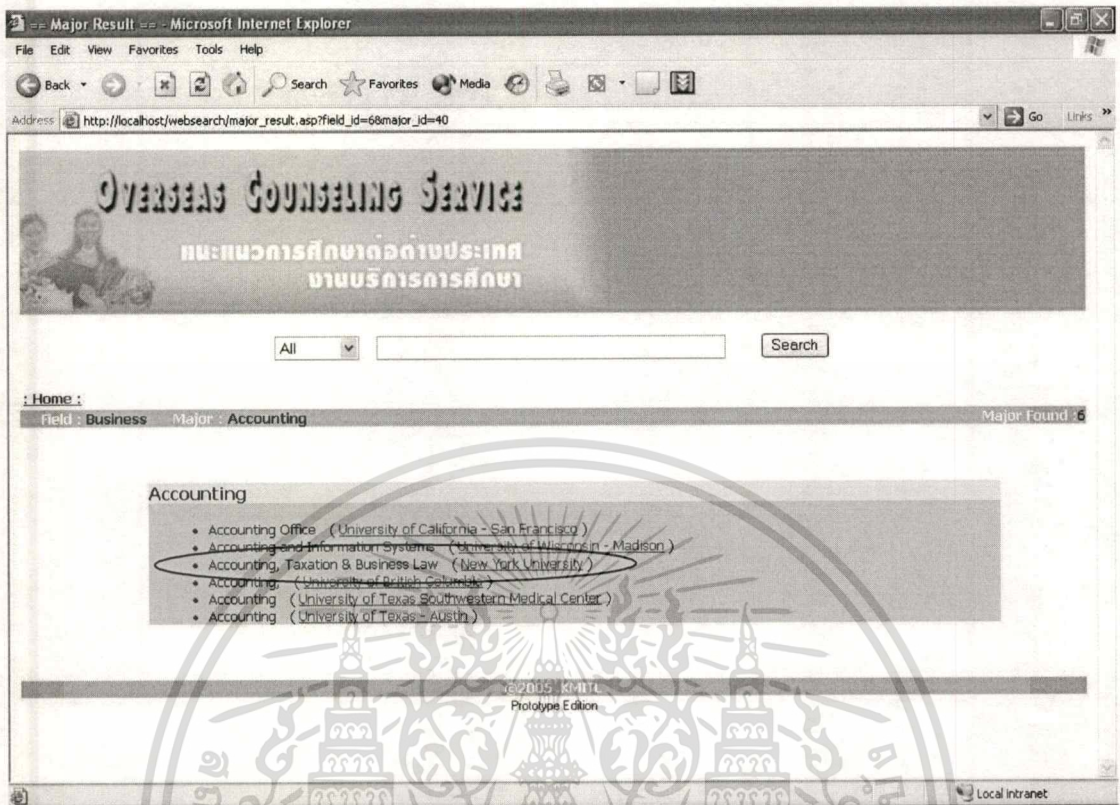 == Major Result == - Microsoft Internet Explorer
File Edit View Favorites Tools Help
Back Search Favorites Media
Address http://localhost/websearch/major_result.asp?field_id=6&major_id=40 Go Links »
OVERSEAS COUNSELING SERVICE
แนะแนวการศึกษาต่อต่างประเทศ
งานบริการการศึกษา
All Search
: Home :
Field : Business Major : Accounting Major Found :6
Accounting
• Accounting Office ( University of California - San Francisco )
• Accounting and Information Systems ( University of Wisconsin - Madison )
• Accounting, Taxation & Business Law ( New York University )
• Accounting, ( University of British Columbia )
• Accounting ( University of Texas Southwestern Medical Center )
• Accounting ( University of Texas - Austin )
©2005 , KMITL
Prototype Edition
Local intranet